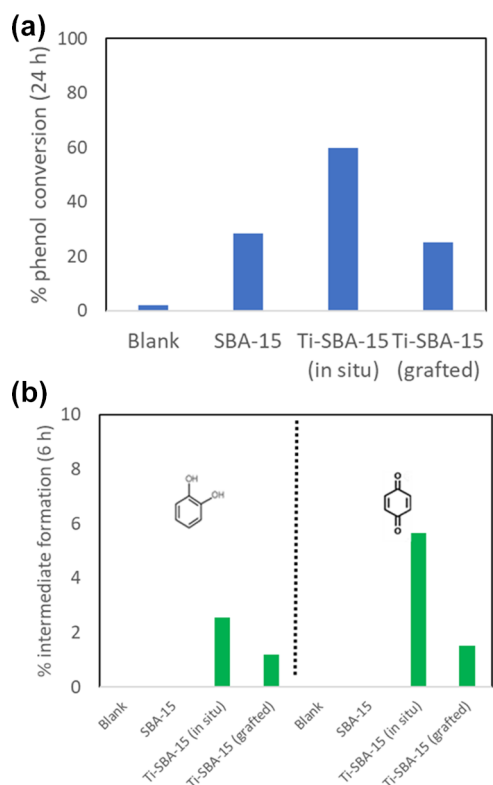 (a)
% phenol conversion (24 h)
100
80
60
40
20
0
Blank
SBA-15
Ti-SBA-15
(in situ)
Ti-SBA-15
(grafted)
(b)
% intermediate formation (6 h)
10
8
6
4
2
0
OH
OH
O
O
Blank
SBA-15
Ti-SBA-15 (in situ)
Ti-SBA-15 (grafted)
Blank
SBA-15
Ti-SBA-15 (in situ)
Ti-SBA-15 (grafted)